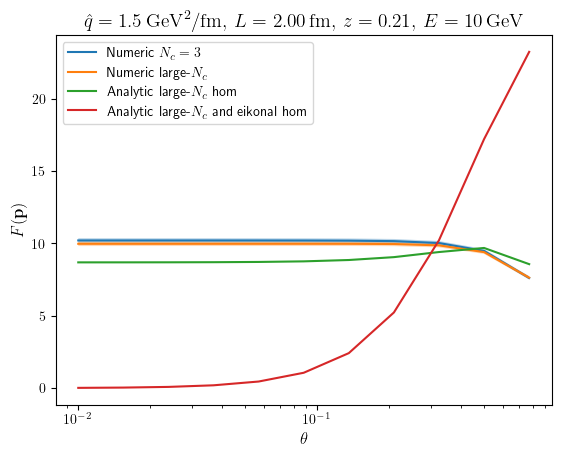 q̂ = 1.5 GeV²/fm, L = 2.00 fm, z = 0.21, E = 10 GeV
Numeric N_c = 3
Numeric large-N_c
Analytic large-N_c hom
Analytic large-N_c and eikonal hom
F(p)
20
15
10
5
0
10⁻² 10⁻¹
θ